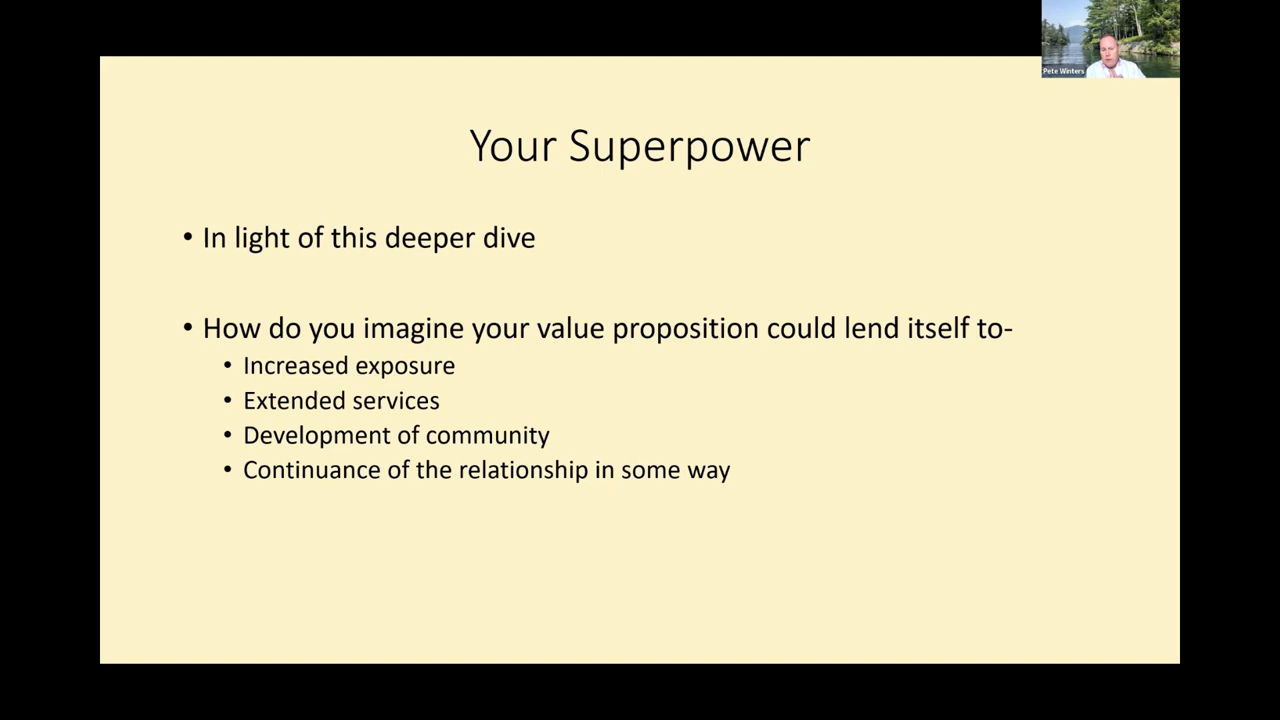 Pete Winters
Your Superpower
• In light of this deeper dive
• How do you imagine your value proposition could lend itself to-
• Increased exposure
• Extended services
• Development of community
• Continuance of the relationship in some way